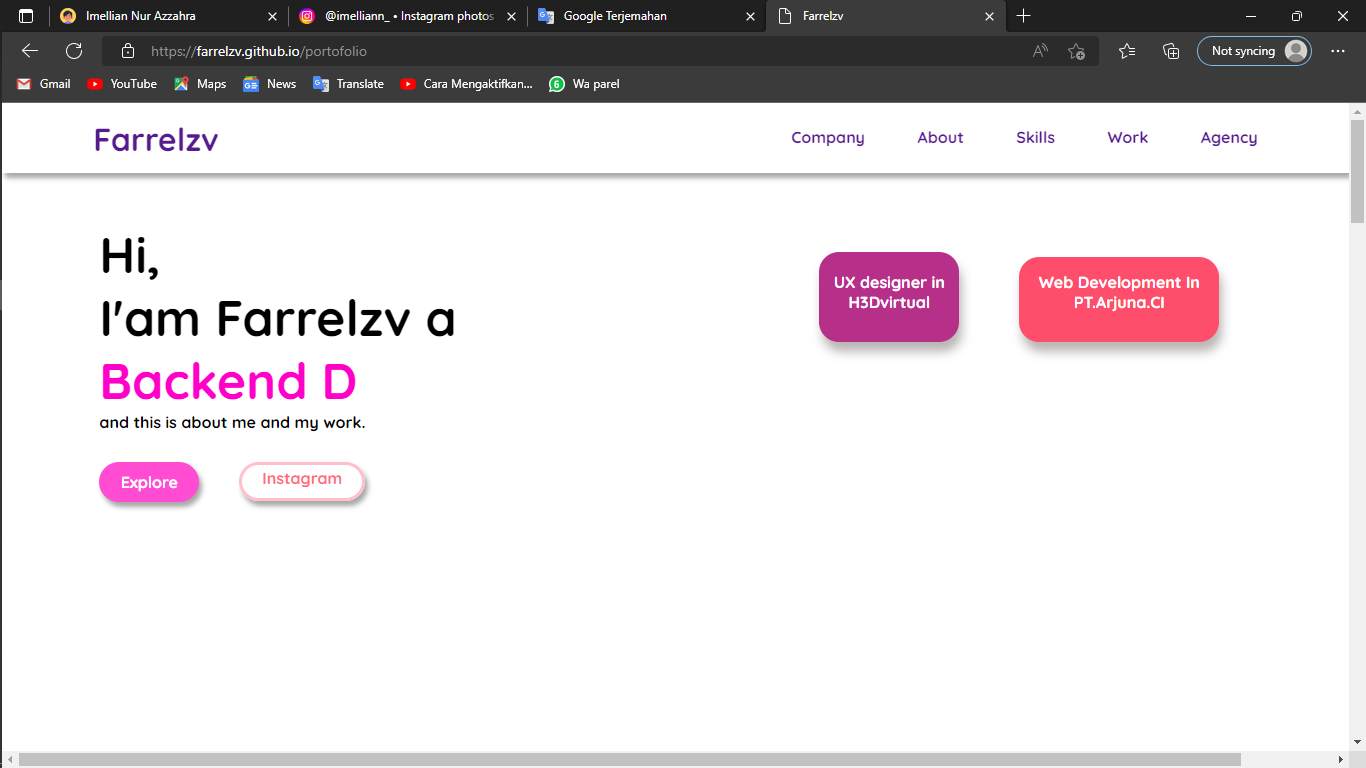 Imellian Nur Azzahra
@imelliann_ • Instagram photos
Google Terjemahan
Farrelzv
https://farrelzv.github.io/portofolio
Not syncing
Gmail
YouTube
Maps
News
Translate
Cara Mengaktifkan...
6
Wa parel
Farrelzv
Company
About
Skills
Work
Agency
Hi,
I'am Farrelzv a
Backend D
and this is about me and my work.
Explore
Instagram
UX designer in
H3Dvirtual
Web Development In
PT.Arjuna.CI